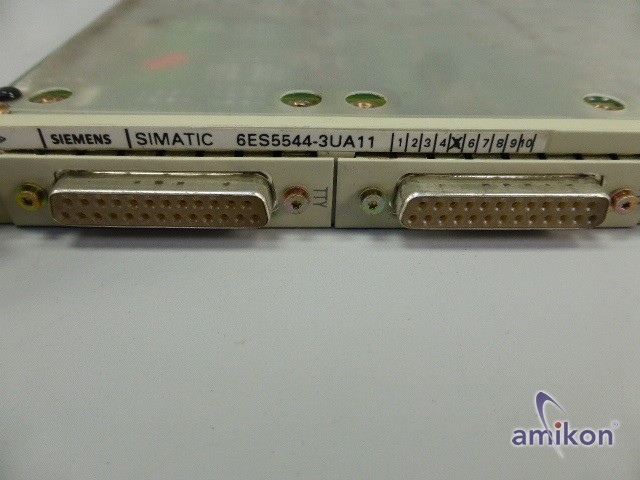 SIEMENS SIMATIC 6ES5544-3UA11 1 2 3 4 X 6 7 8 9 10
TTY
amikon®